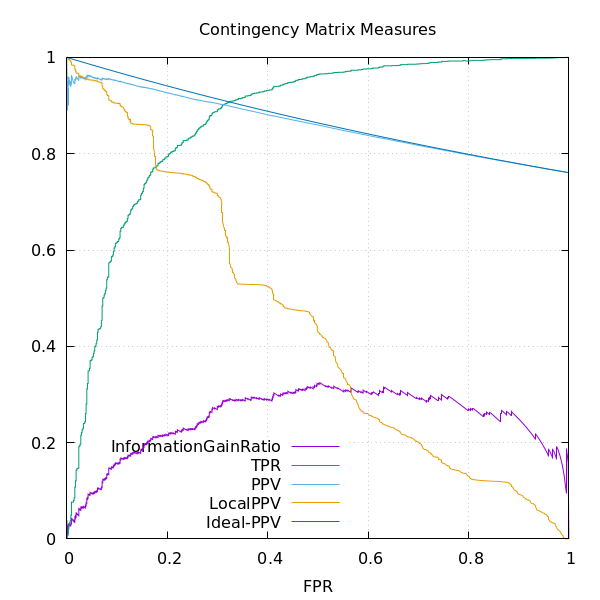 Contingency Matrix Measures
1
0.8
0.6
0.4
0.2
0
InformationGainRatio
TPR
PPV
LocalPPV
Ideal-PPV
0 0.2 0.4 0.6 0.8 1
FPR